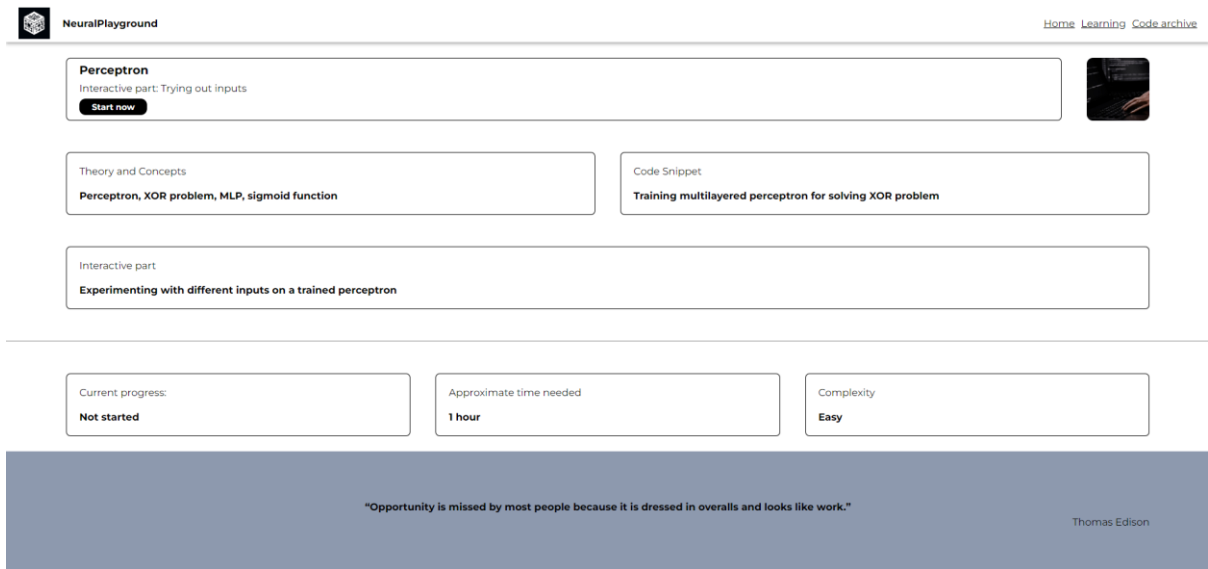 NeuralPlayground
Home Learning Code archive
Perceptron
Interactive part: Trying out inputs
Start now
Theory and Concepts
Perceptron, XOR problem, MLP, sigmoid function
Code Snippet
Training multilayered perceptron for solving XOR problem
Interactive part
Experimenting with different inputs on a trained perceptron
Current progress:
Not started
Approximate time needed
1 hour
Complexity
Easy
“Opportunity is missed by most people because it is dressed in overalls and looks like work.”
Thomas Edison